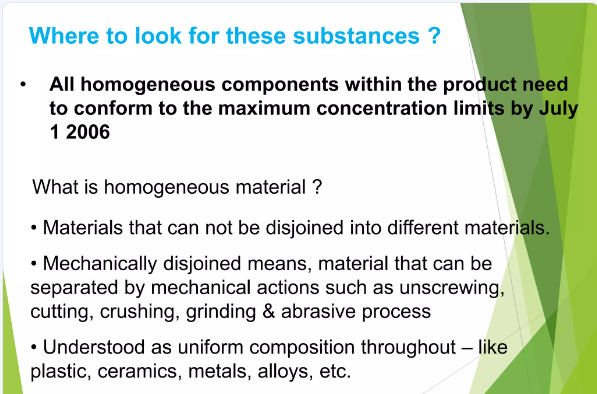 Where to look for these substances ?
• All homogeneous components within the product need
to conform to the maximum concentration limits by July
1 2006
What is homogeneous material ?
• Materials that can not be disjoined into different materials.
• Mechanically disjoined means, material that can be
separated by mechanical actions such as unscrewing,
cutting, crushing, grinding & abrasive process
• Understood as uniform composition throughout – like
plastic, ceramics, metals, alloys, etc.